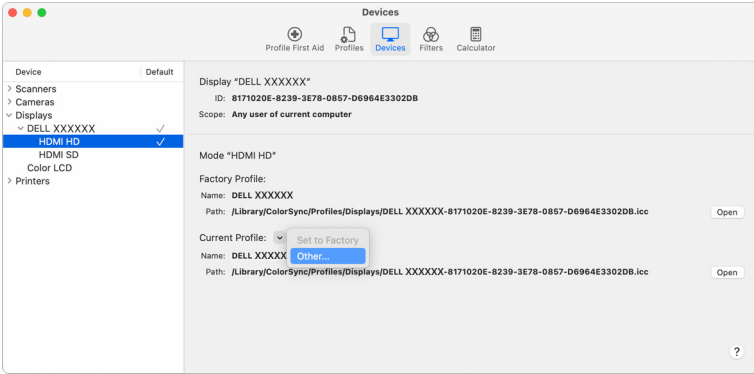 Devices
Profile First Aid Profiles Devices Filters Calculator
Device Default
Scanners
Cameras
Displays
DELL XXXXXX
HDMI HD
HDMI SD
Color LCD
Printers
Display “DELL XXXXXX”
ID: 8171020E-8239-3E78-0857-D6964E3302DB
Scope: Any user of current computer
Mode “HDMI HD”
Factory Profile:
Name: DELL XXXXXX
Path: /Library/ColorSync/Profiles/Displays/DELL XXXXXX-8171020E-8239-3E78-0857-D6964E3302DB.icc Open
Current Profile:
Set to Factory
Other...
Name: DELL XXXXX
Path: /Library/ColorSync/Profiles/Displays/DELL XXXXXX-8171020E-8239-3E78-0857-D6964E3302DB.icc Open
?